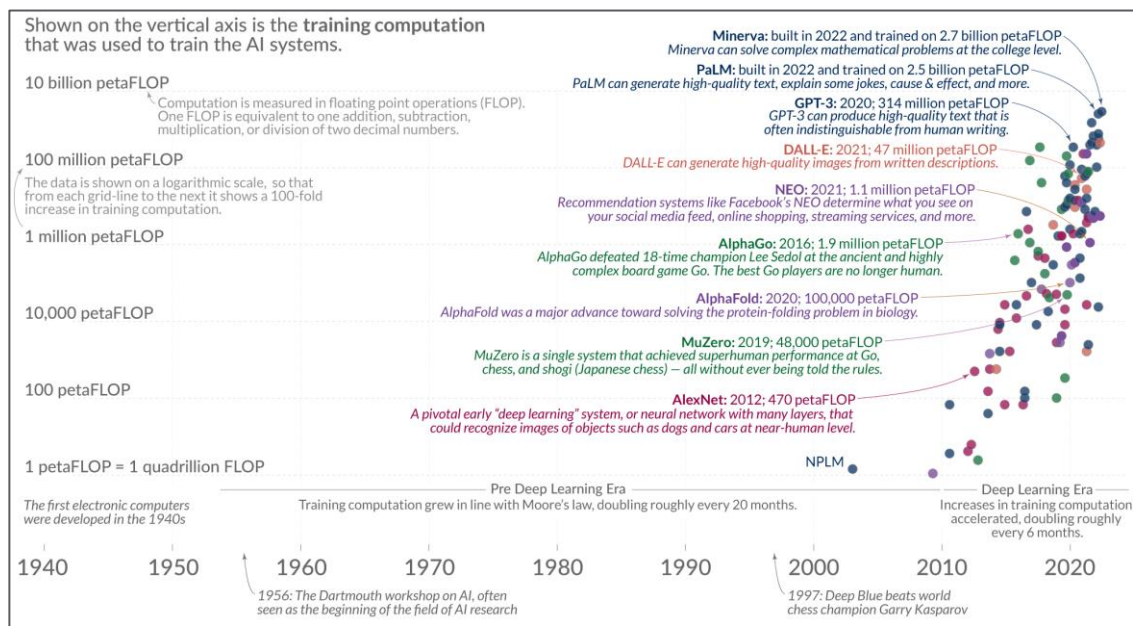 Shown on the vertical axis is the training computation
that was used to train the AI systems.
10 billion petaFLOP
Computation is measured in floating point operations (FLOP).
One FLOP is equivalent to one addition, subtraction,
multiplication, or division of two decimal numbers.
100 million petaFLOP
The data is shown on a logarithmic scale, so that
from each grid-line to the next it shows a 100-fold
increase in training computation.
1 million petaFLOP
10,000 petaFLOP
100 petaFLOP
1 petaFLOP = 1 quadrillion FLOP
Minerva: built in 2022 and trained on 2.7 billion petaFLOP
Minerva can solve complex mathematical problems at the college level.
PaLM: built in 2022 and trained on 2.5 billion petaFLOP
PaLM can generate high-quality text, explain some jokes, cause & effect, and more.
GPT-3: 2020; 314 million petaFLOP
GPT-3 can produce high-quality text that is
often indistinguishable from human writing.
DALL-E: 2021; 47 million petaFLOP
DALL-E can generate high-quality images from written descriptions.
NEO: 2021; 1.1 million petaFLOP
Recommendation systems like Facebook's NEO determine what you see on
your social media feed, online shopping, streaming services, and more.
AlphaGo: 2016; 1.9 million petaFLOP
AlphaGo defeated 18-time champion Lee Sedol at the ancient and highly
complex board game Go. The best Go players are no longer human.
AlphaFold: 2020; 100,000 petaFLOP
AlphaFold was a major advance toward solving the protein-folding problem in biology.
MuZero: 2019; 48,000 petaFLOP
MuZero is a single system that achieved superhuman performance at Go,
chess, and shogi (Japanese chess) — all without ever being told the rules.
AlexNet: 2012; 470 petaFLOP
A pivotal early "deep learning" system, or neural network with many layers, that
could recognize images of objects such as dogs and cars at near-human level.
NPLM
The first electronic computers
were developed in the 1940s
Pre Deep Learning Era
Training computation grew in line with Moore's law, doubling roughly every 20 months.
Deep Learning Era
Increases in training computation
accelerated, doubling roughly
every 6 months.
1940
1950
1960
1970
1980
1990
2000
2010
2020
1956: The Dartmouth workshop on AI, often
seen as the beginning of the field of AI research
1997: Deep Blue beats world
chess champion Garry Kasparov